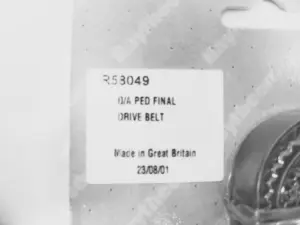 R58049
O/A PED FINAL
DRIVE BELT
Made in Great Britain
23/08/01